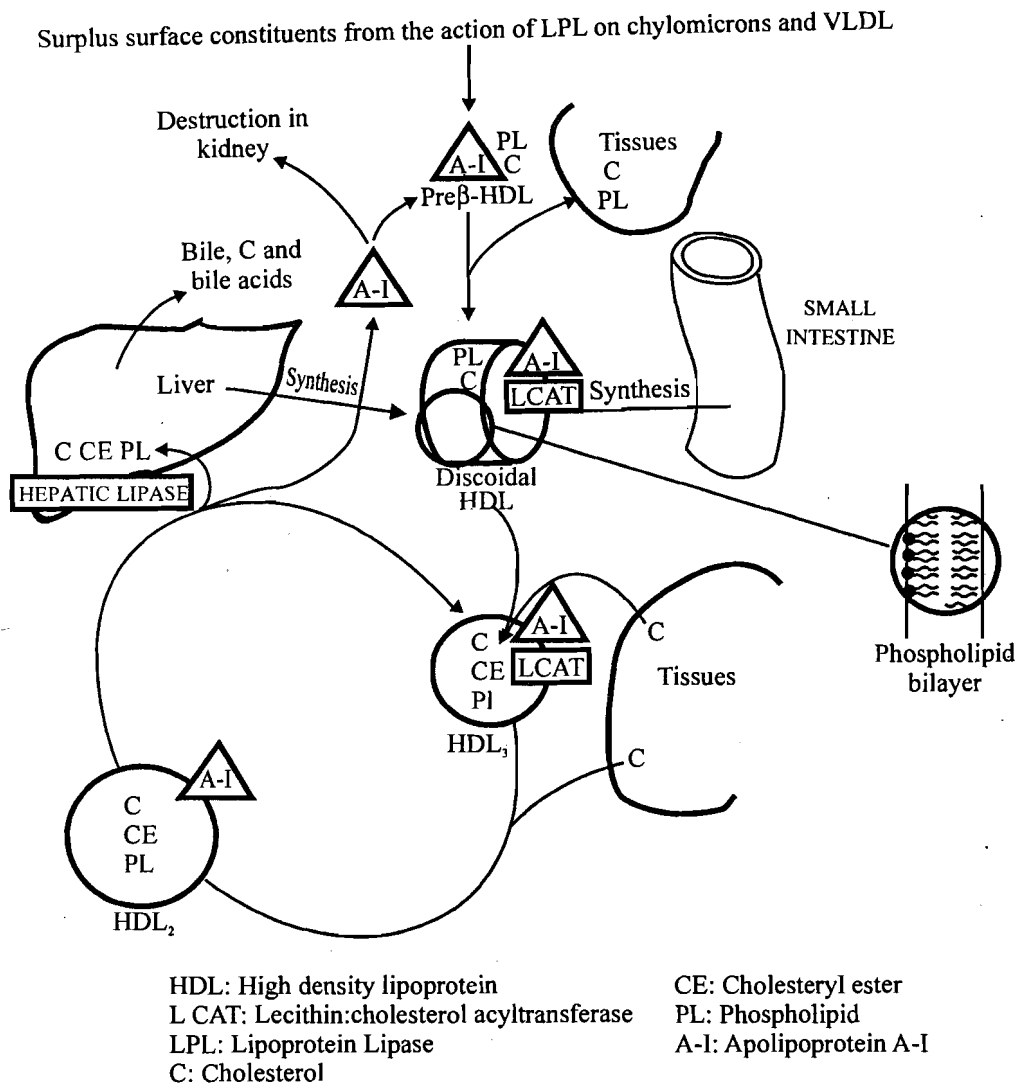 Surplus surface constituents from the action of LPL on chylomicrons and VLDL
Destruction in
kidney
A-I
PL
C
Preβ-HDL
Tissues
C
PL
Bile, C and
bile acids
A-I
SMALL
INTESTINE
Liver
Synthesis
PL
C
A-I
LCAT
Synthesis
C CE PL
HEPATIC LIPASE
Discoidal
HDL
Phospholipid
bilayer
C
CE
Pl
A-I
LCAT
HDL₃
C
Tissues
C
A-I
C
CE
PL
HDL₂
HDL: High density lipoprotein
L CAT: Lecithin:cholesterol acyltransferase
LPL: Lipoprotein Lipase
C: Cholesterol
CE: Cholesteryl ester
PL: Phospholipid
A-I: Apolipoprotein A-I